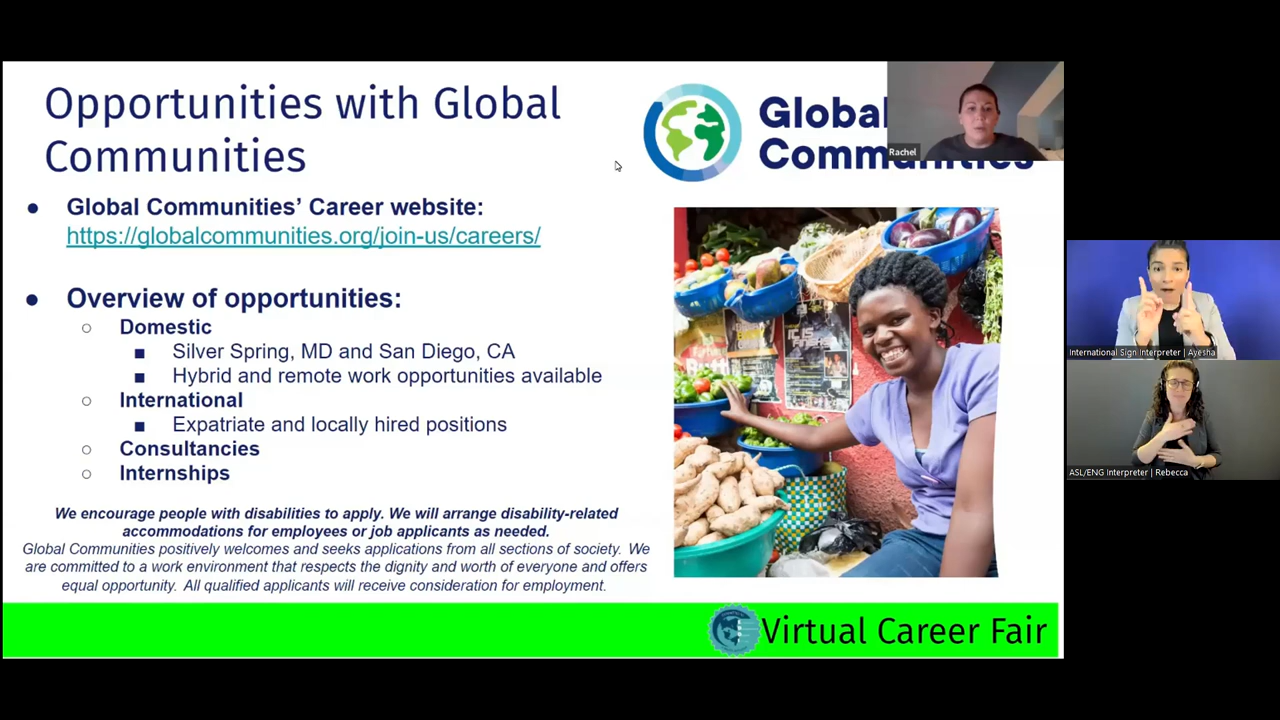 Opportunities with Global
Communities
Global
Rachel
● Global Communities’ Career website:
https://globalcommunities.org/join-us/careers/
● Overview of opportunities:
○ Domestic
■ Silver Spring, MD and San Diego, CA
■ Hybrid and remote work opportunities available
○ International
■ Expatriate and locally hired positions
○ Consultancies
○ Internships
We encourage people with disabilities to apply. We will arrange disability-related
accommodations for employees or job applicants as needed.
Global Communities positively welcomes and seeks applications from all sections of society. We
are committed to a work environment that respects the dignity and worth of everyone and offers
equal opportunity. All qualified applicants will receive consideration for employment.
International Sign Interpreter | Ayesha
ASL/ENG Interpreter | Rebecca
Virtual Career Fair